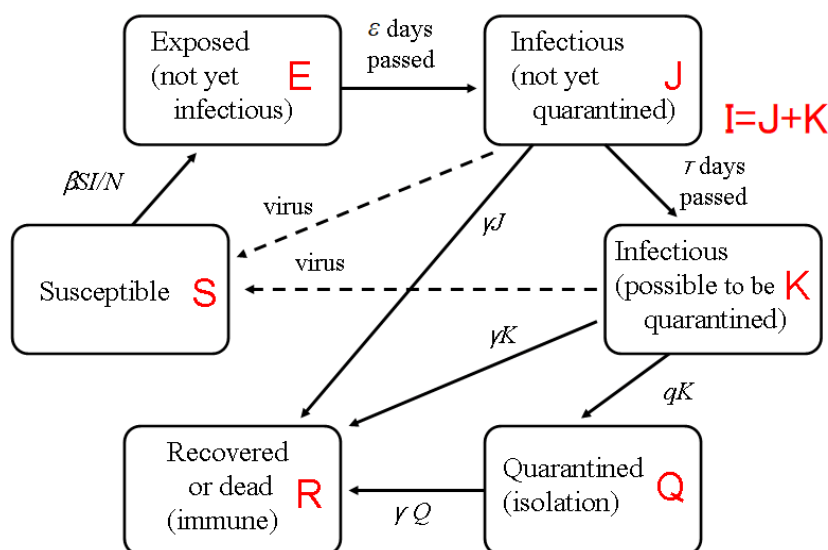 ε days
passed
Exposed
(not yet
infectious)
E
Infectious
(not yet
quarantined)
J
I=J+K
βSI/N
τ days
passed
virus
γJ
Susceptible
S
virus
Infectious
(possible to be
quarantined)
K
γK
qK
Recovered
or dead
(immune)
R
γ Q
Quarantined
(isolation)
Q